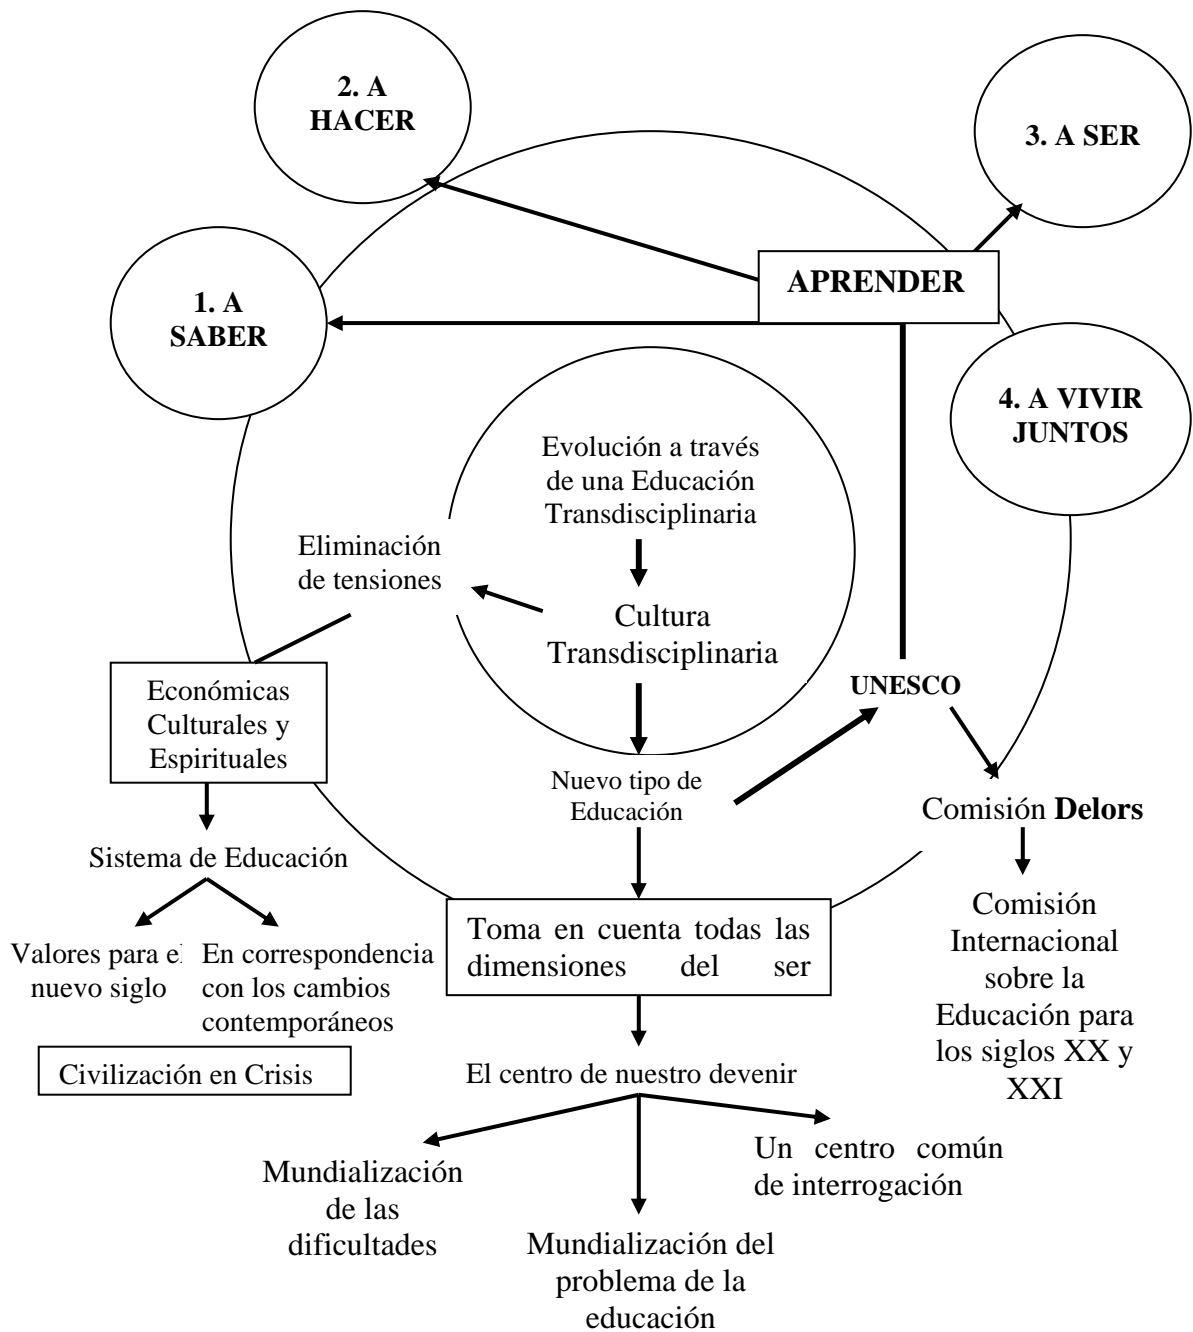 2. A
HACER
3. A SER
APRENDER
1. A
SABER
4. A VIVIR
JUNTOS
Evolución a través
de una Educación
Transdisciplinaria
Eliminación
de tensiones
Cultura
Transdisciplinaria
UNESCO
Económicas
Culturales y
Espirituales
Nuevo tipo de
Educación
Comisión Delors
Sistema de Educación
Toma en cuenta todas las
dimensiones del ser
Comisión
Internacional
sobre la
Educación para
los siglos XX y
XXI
Valores para el
nuevo siglo
En correspondencia
con los cambios
contemporáneos
Civilización en Crisis
El centro de nuestro devenir
Un centro común
de interrogación
Mundialización
de las
dificultades
Mundialización del
problema de la
educación